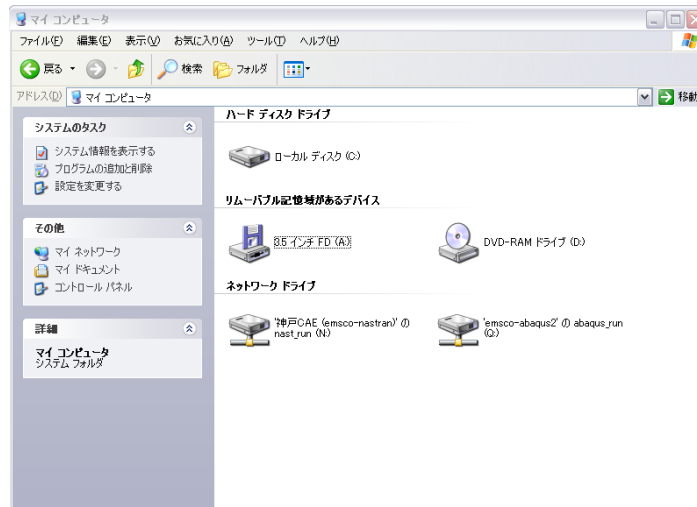 マイ コンピュータ
ファイル(F) 編集(E) 表示(V) お気に入り(A) ツール(T) ヘルプ(H)
戻る 検索 フォルダ
アドレス(D) マイ コンピュータ 移動
システムのタスク
システム情報を表示する
プログラムの追加と削除
設定を変更する
その他
マイ ネットワーク
マイ ドキュメント
コントロール パネル
詳細
マイ コンピュータ
システム フォルダ
ハード ディスク ドライブ
ローカル ディスク (C:)
リムーバブル記憶域があるデバイス
3.5 インチ FD (A:)
DVD-RAM ドライブ (D:)
ネットワーク ドライブ
'神戸CAE (emsco-nastran)' の
nast_run (N:)
'emsco-abaqus2' の abaqus_run
(Q:)